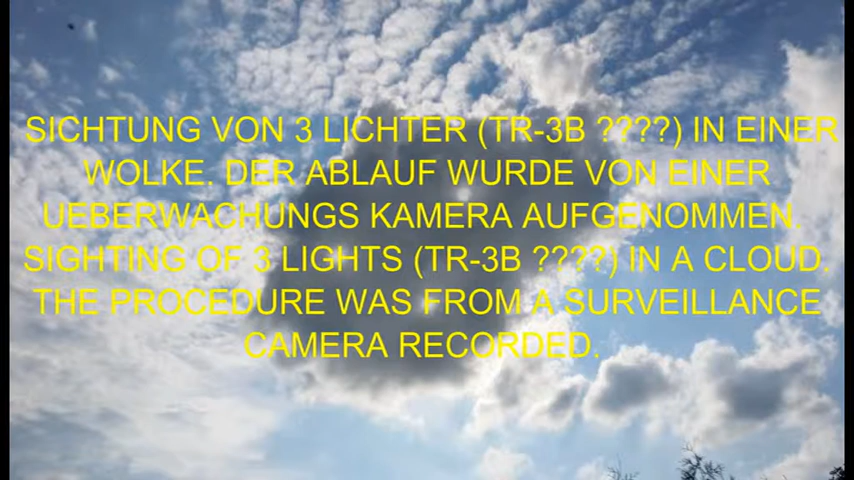 SICHTUNG VON 3 LICHTER (TR-3B ????) IN EINER
WOLKE. DER ABLAUF WURDE VON EINER
UEBERWACHUNGS KAMERA AUFGENOMMEN.
SIGHTING OF 3 LIGHTS (TR-3B ????) IN A CLOUD.
THE PROCEDURE WAS FROM A SURVEILLANCE
CAMERA RECORDED.